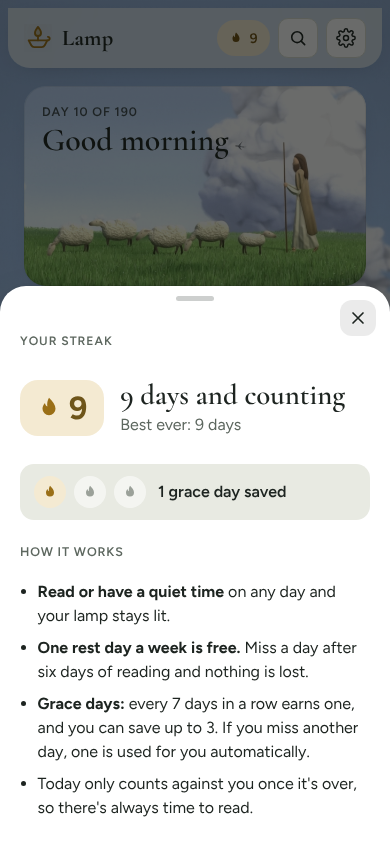 Lamp
9
DAY 10 OF 190
Good morning
YOUR STREAK
9
9 days and counting
Best ever: 9 days
1 grace day saved
HOW IT WORKS
• Read or have a quiet time on any day and
your lamp stays lit.
• One rest day a week is free. Miss a day after
six days of reading and nothing is lost.
• Grace days: every 7 days in a row earns one,
and you can save up to 3. If you miss another
day, one is used for you automatically.
• Today only counts against you once it's over,
so there's always time to read.